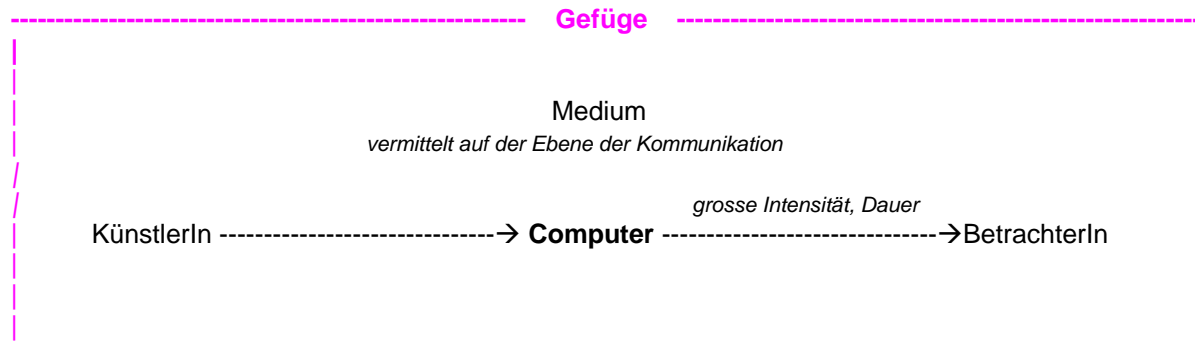 ---------------------------------------------------------- Gefüge ----------------------------------------------------------
Medium
vermittelt auf der Ebene der Kommunikation
grosse Intensität, Dauer
KünstlerIn -------------------------------→ Computer -------------------------------→BetrachterIn